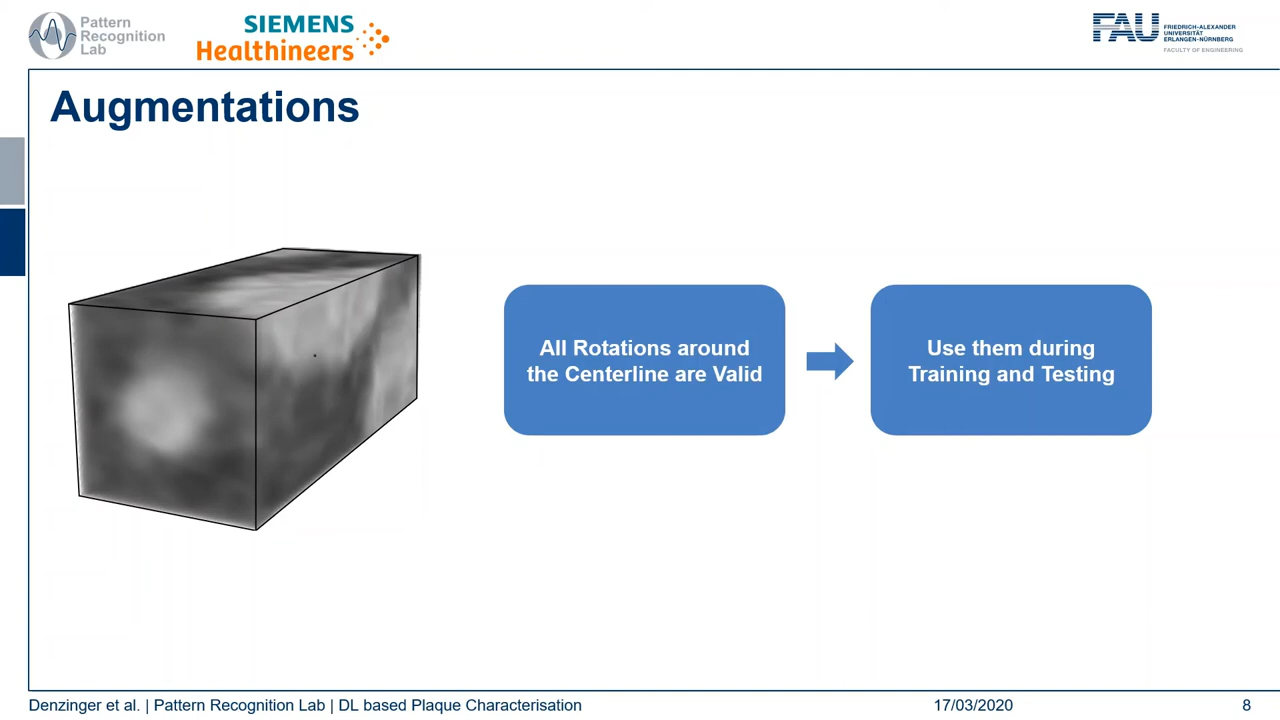 Pattern
Recognition
Lab
SIEMENS
Healthineers
FAU
FRIEDRICH-ALEXANDER
UNIVERSITÄT
ERLANGEN-NÜRNBERG
FACULTY OF ENGINEERING
Augmentations
All Rotations around
the Centerline are Valid
Use them during
Training and Testing
Denzinger et al. | Pattern Recognition Lab | DL based Plaque Characterisation
17/03/2020
8